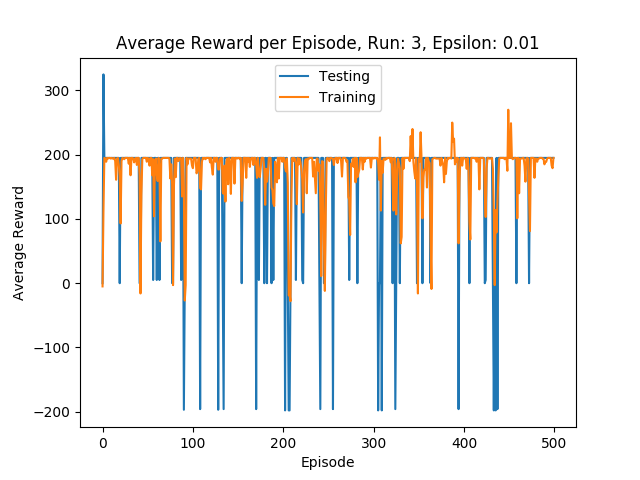 Average Reward per Episode, Run: 3, Epsilon: 0.01
Testing
Training
Average Reward
300
200
100
0
−100
−200
0
100
200
300
400
500
Episode